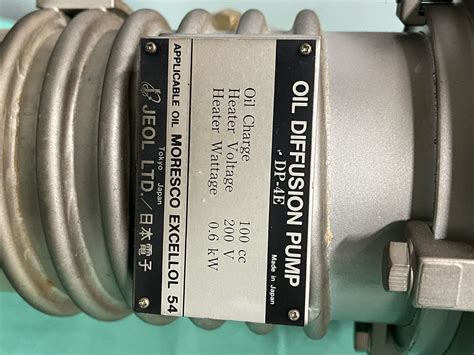 OIL DIFFUSION PUMP
DP-4E
Made in Japan
Oil Charge 100 cc
Heater Voltage 200 V
Heater Wattage 0.6 kW
APPLICABLE OIL MORESCO EXCELLOL 54
Tokyo Japan
JEOL LTD./日本電子